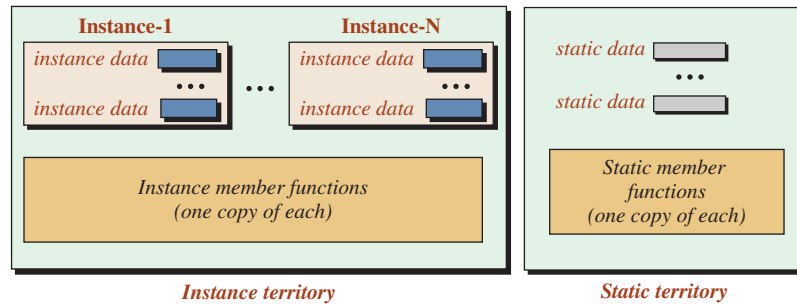 Instance-1
Instance-N
instance data
instance data
static data
•••
•••
•••
•••
instance data
instance data
static data
Instance member functions
(one copy of each)
Static member
functions
(one copy of each)
Instance territory
Static territory